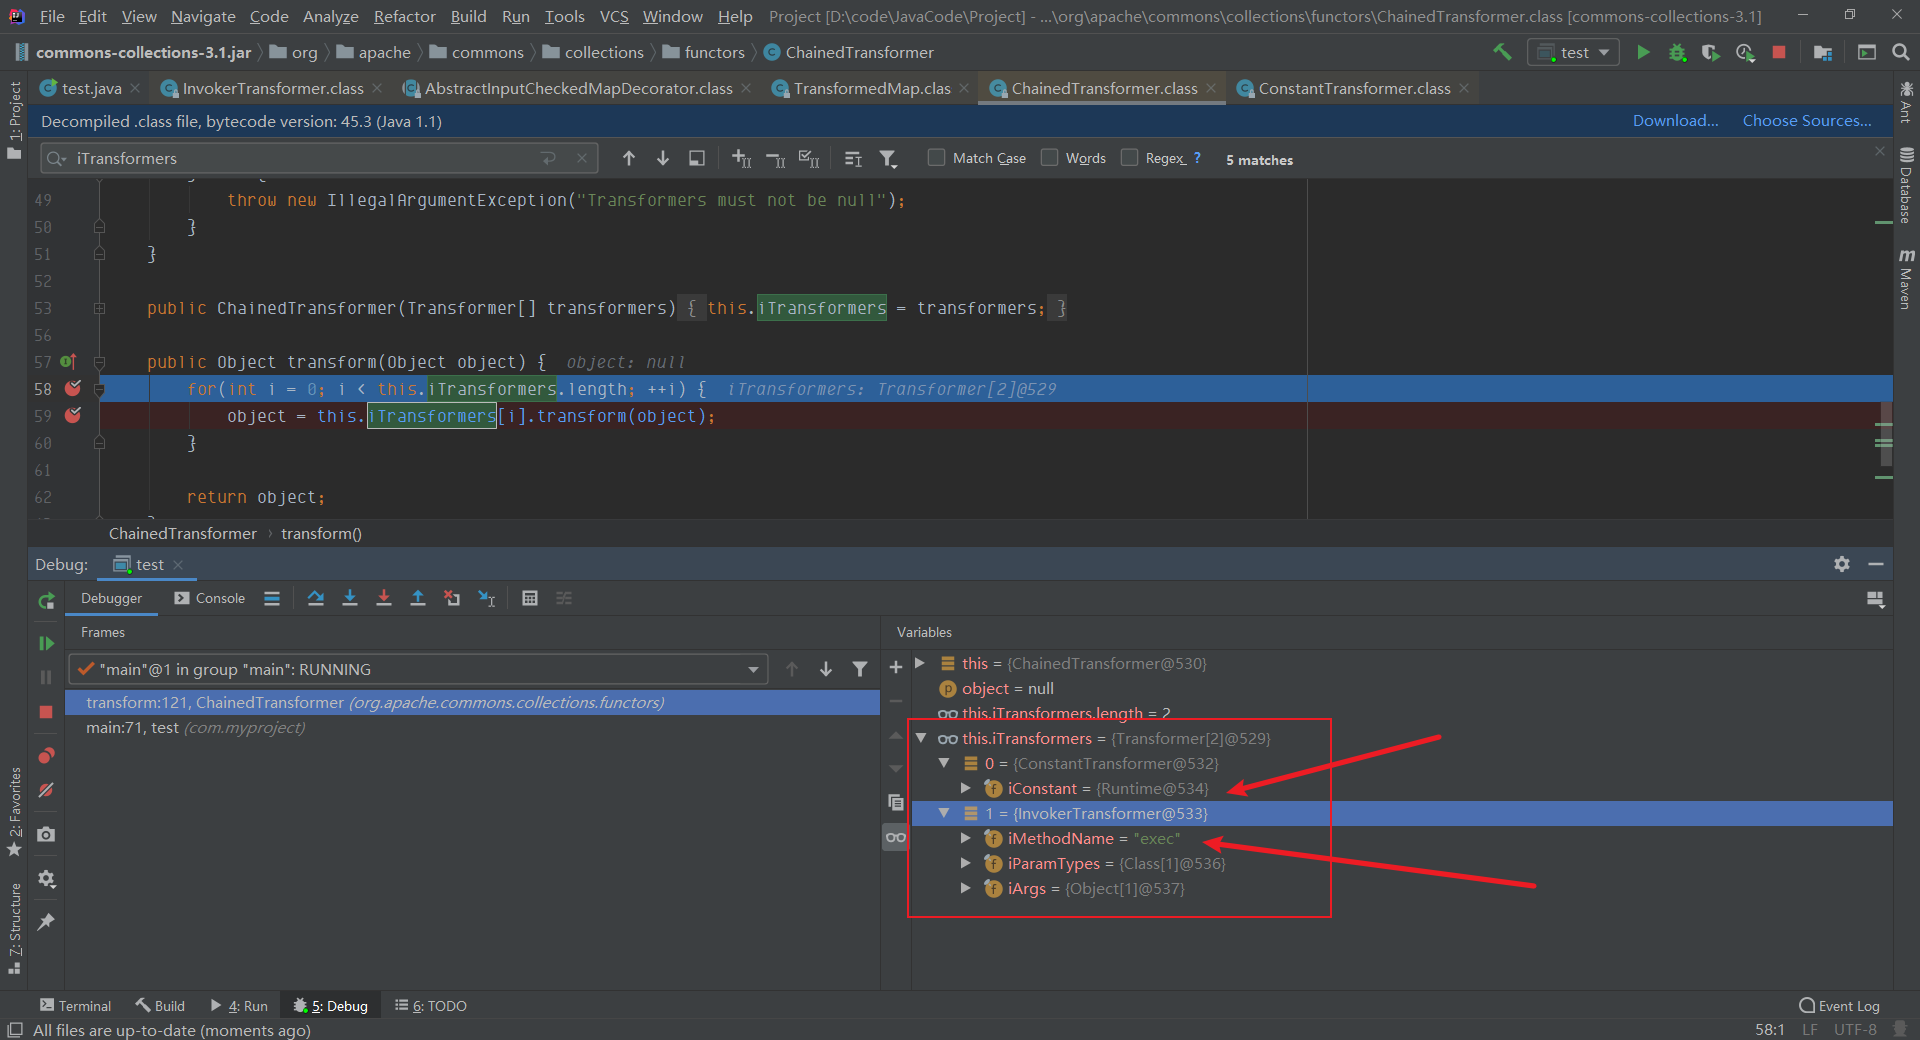 File Edit View Navigate Code Analyze Refactor Build Run Tools VCS Window Help Project [D:\code\JavaCode\Project] - ...\org\apache\commons\collections\functors\ChainedTransformer.class [commons-collections-3.1]
commons-collections-3.1.jar org apache commons collections functors ChainedTransformer test
test.java InvokerTransformer.class AbstractInputCheckedMapDecorator.class TransformedMap.clas ChainedTransformer.class ConstantTransformer.class
Decompiled .class file, bytecode version: 45.3 (Java 1.1) Download... Choose Sources...
iTransformers Match Case Words Regex ? 5 matches
49 throw new IllegalArgumentException("Transformers must not be null");
50 }
51 }
52
53 public ChainedTransformer(Transformer[] transformers) { this.iTransformers = transformers; }
56
57 public Object transform(Object object) { object: null
58 for(int i = 0; i < this.iTransformers.length; ++i) { iTransformers: Transformer[2]@529
59 object = this.iTransformers[i].transform(object);
60 }
61
62 return object;
ChainedTransformer › transform()
Debug: test
Debugger Console
Frames Variables
"main"@1 in group "main": RUNNING
transform:121, ChainedTransformer (org.apache.commons.collections.functors)
main:71, test (com.myproject)
this = {ChainedTransformer@530}
object = null
this.iTransformers.length = 2
this.iTransformers = {Transformer[2]@529}
0 = {ConstantTransformer@532}
iConstant = {Runtime@534}
1 = {InvokerTransformer@533}
iMethodName = "exec"
iParamTypes = {Class[1]@536}
iArgs = {Object[1]@537}
1: Project
2: Favorites
7: Structure
Ant
Database
Maven
Terminal Build 4: Run 5: Debug 6: TODO Event Log
All files are up-to-date (moments ago) 58:1 LF UTF-8